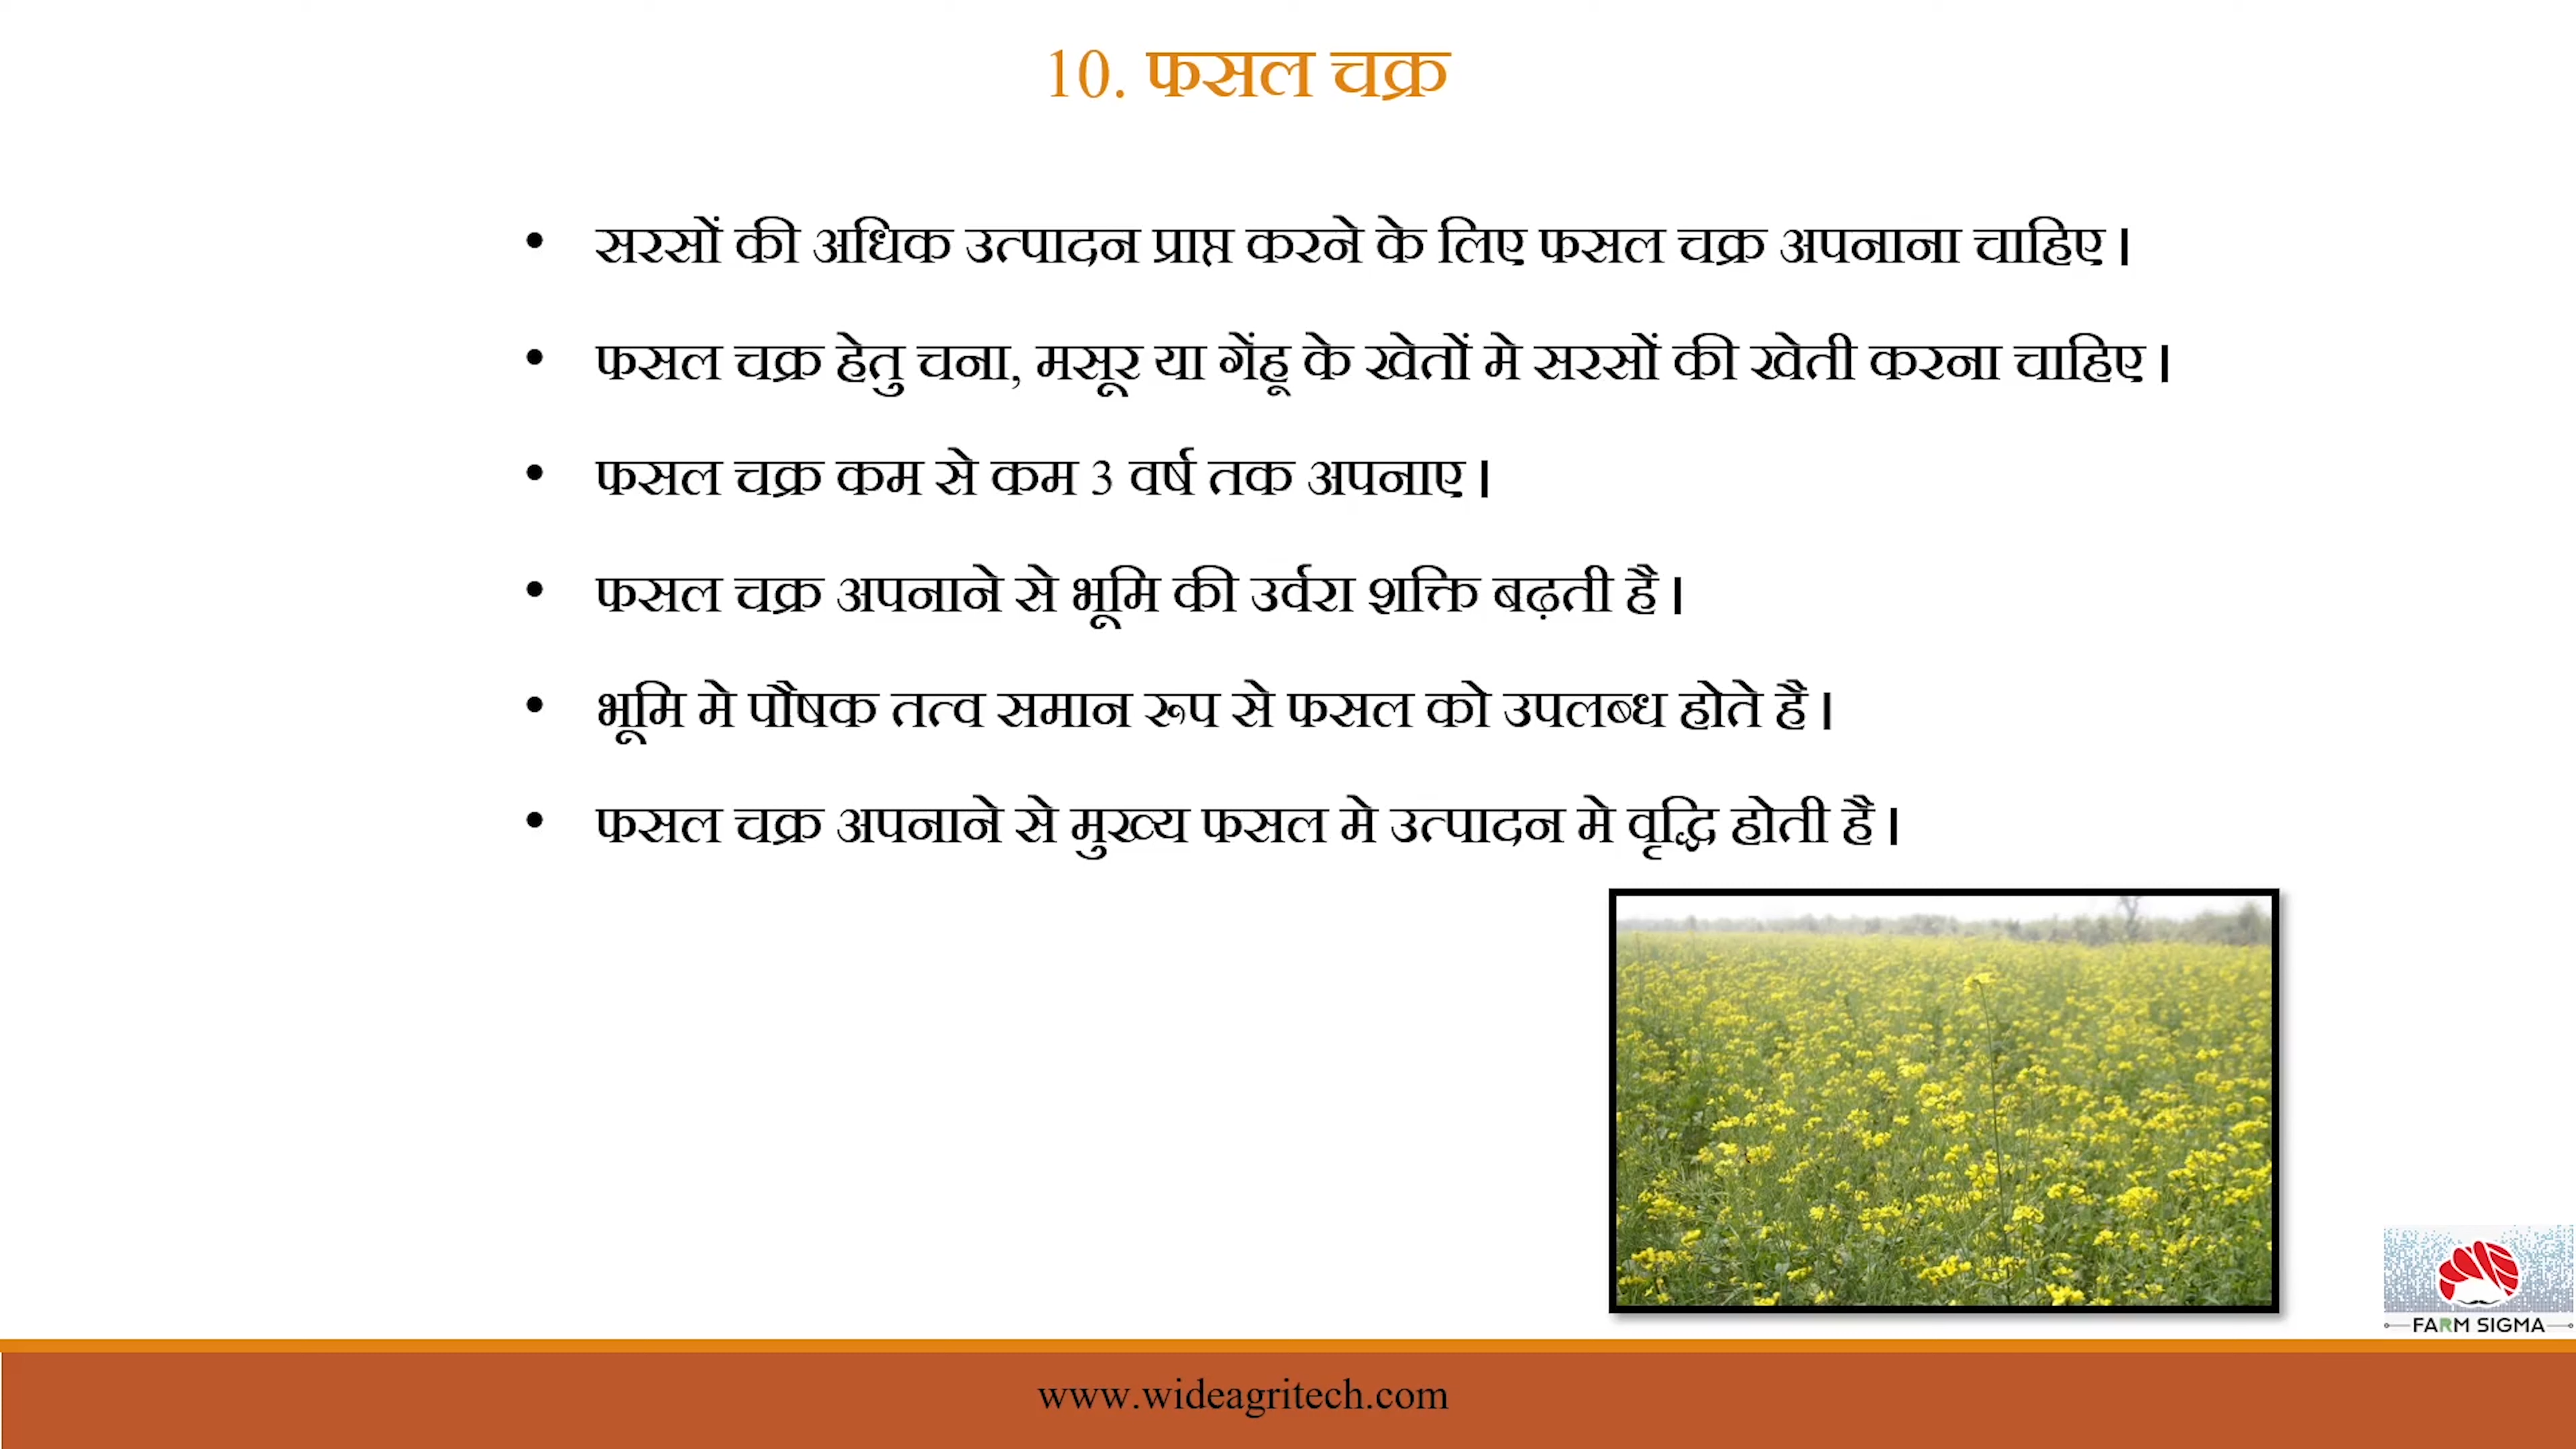 10. फसल चक्र
• सरसों की अधिक उत्पादन प्राप्त करने के लिए फसल चक्र अपनाना चाहिए।
• फसल चक्र हेतु चना, मसूर या गेंहू के खेतों मे सरसों की खेती करना चाहिए।
• फसल चक्र कम से कम 3 वर्ष तक अपनाए।
• फसल चक्र अपनाने से भूमि की उर्वरा शक्ति बढ़ती है।
• भूमि मे पौषक तत्व समान रूप से फसल को उपलब्ध होते है।
• फसल चक्र अपनाने से मुख्य फसल मे उत्पादन मे वृद्धि होती है।
FARM SIGMA
www.wideagritech.com